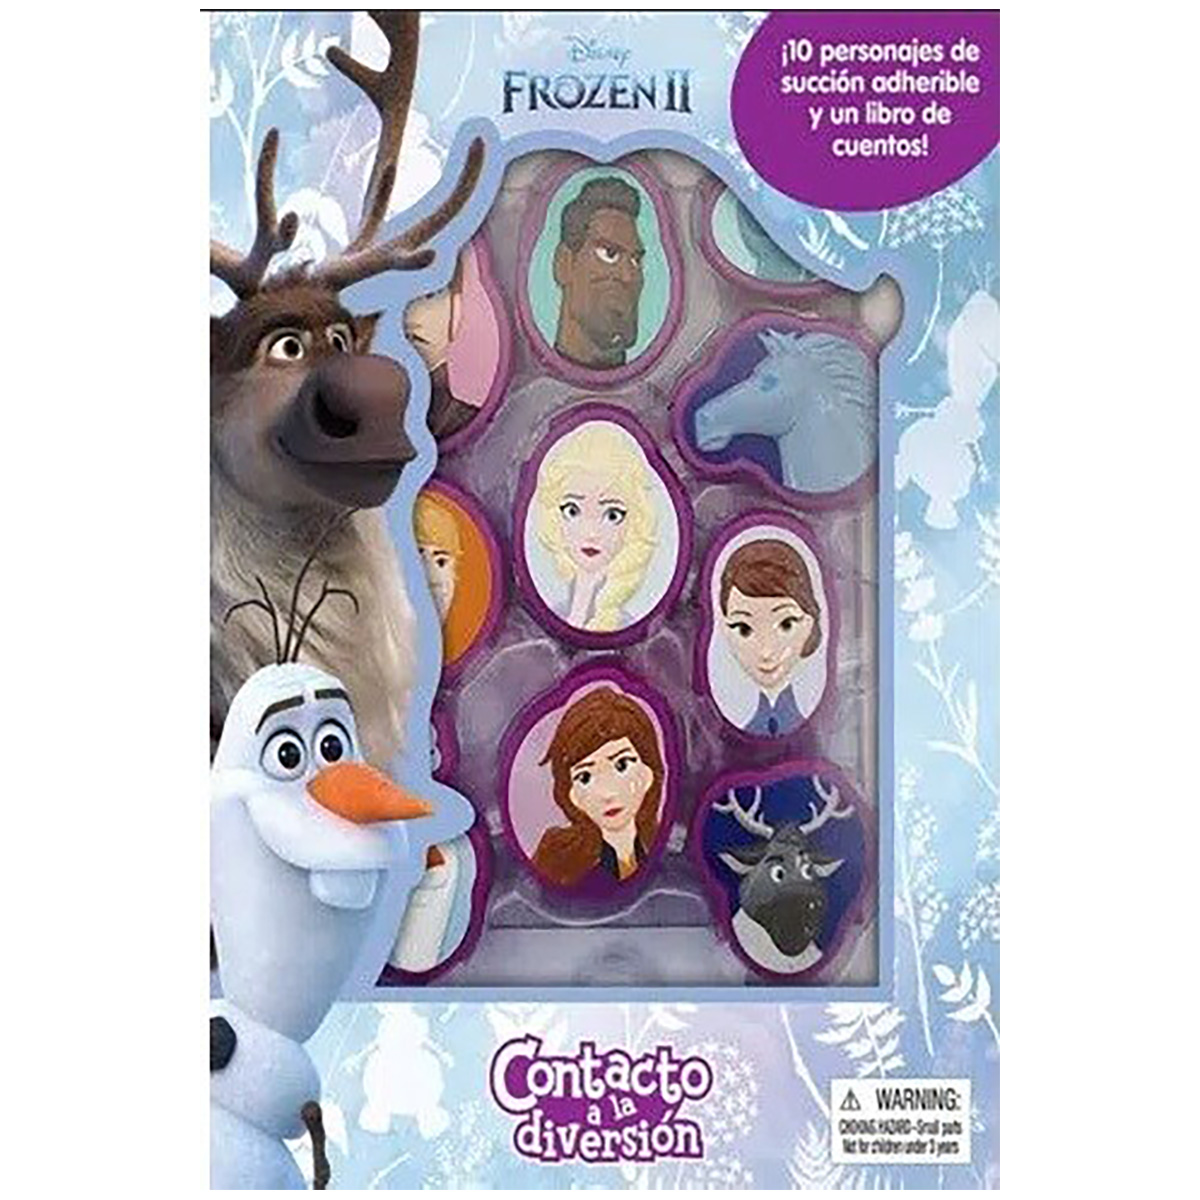 Disney
FROZEN II
¡10 personajes de
succión adherible
y un libro de
cuentos!
Contacto
a la
diversión
WARNING:
CHOKING HAZARD-Small parts
Not for children under 3 years